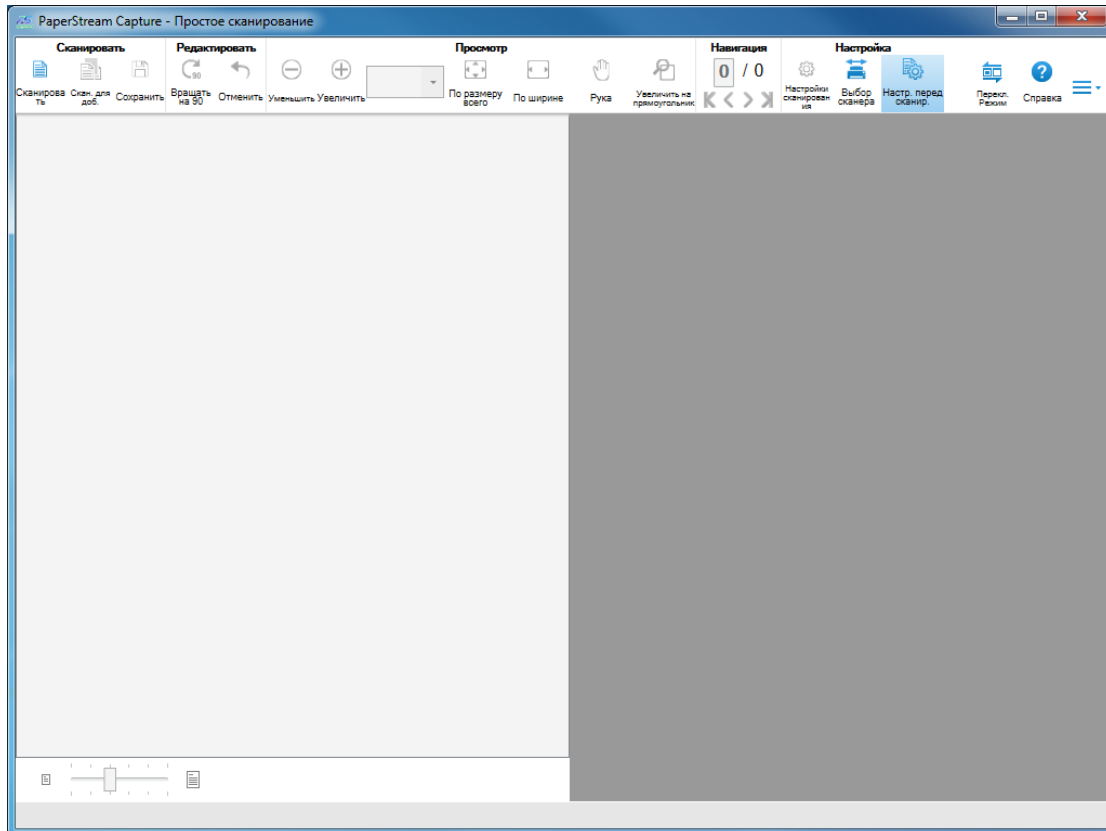 PaperStream Capture - Простое сканирование
Сканировать
Сканирова
ть
Скан. для
доб.
Сохранить
Редактировать
90
Вращать
на 90
Отменить
Просмотр
Уменьшить
Увеличить
По размеру
всего
По ширине
Рука
Увеличить на
прямоугольник
Навигация
0 / 0
Настройка
Настройки
сканирован
ия
Выбор
сканера
Настр. перед
сканир.
Перекл.
Режим
?
Справка